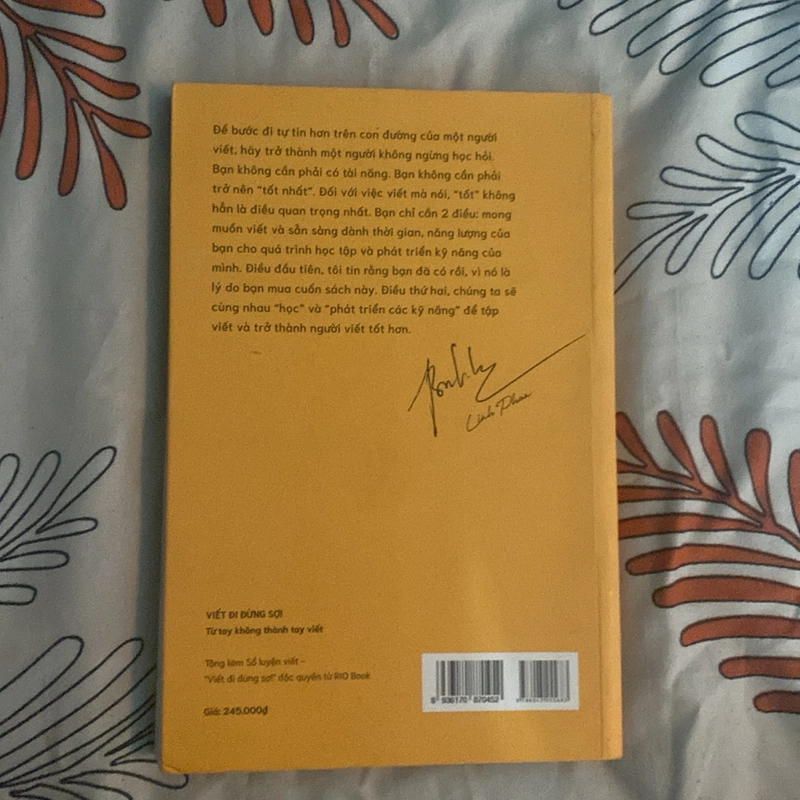 Để bước đi tự tin hơn trên con đường của một người
viết, hãy trở thành một người không ngừng học hỏi.
Bạn không cần phải có tài năng. Bạn không cần phải
trở nên “tốt nhất”. Đối với việc viết mà nói, “tốt” không
hẳn là điều quan trọng nhất. Bạn chỉ cần 2 điều: mong
muốn viết và sẵn sàng dành thời gian, năng lượng của
bạn cho quá trình học tập và phát triển kỹ năng của
mình. Điều đầu tiên, tôi tin rằng bạn đã có rồi, vì nó là
lý do bạn mua cuốn sách này. Điều thứ hai, chúng ta sẽ
cùng nhau “học” và “phát triển các kỹ năng” để tập
viết và trở thành người viết tốt hơn.
Linh Phan
VIẾT ĐI ĐỪNG SỢ!
Từ tay không thành tay viết
Tặng kèm Sổ luyện viết –
“Viết đi đừng sợ!” độc quyền từ RIO Book
Giá: 245.000₫
8 936170 870452